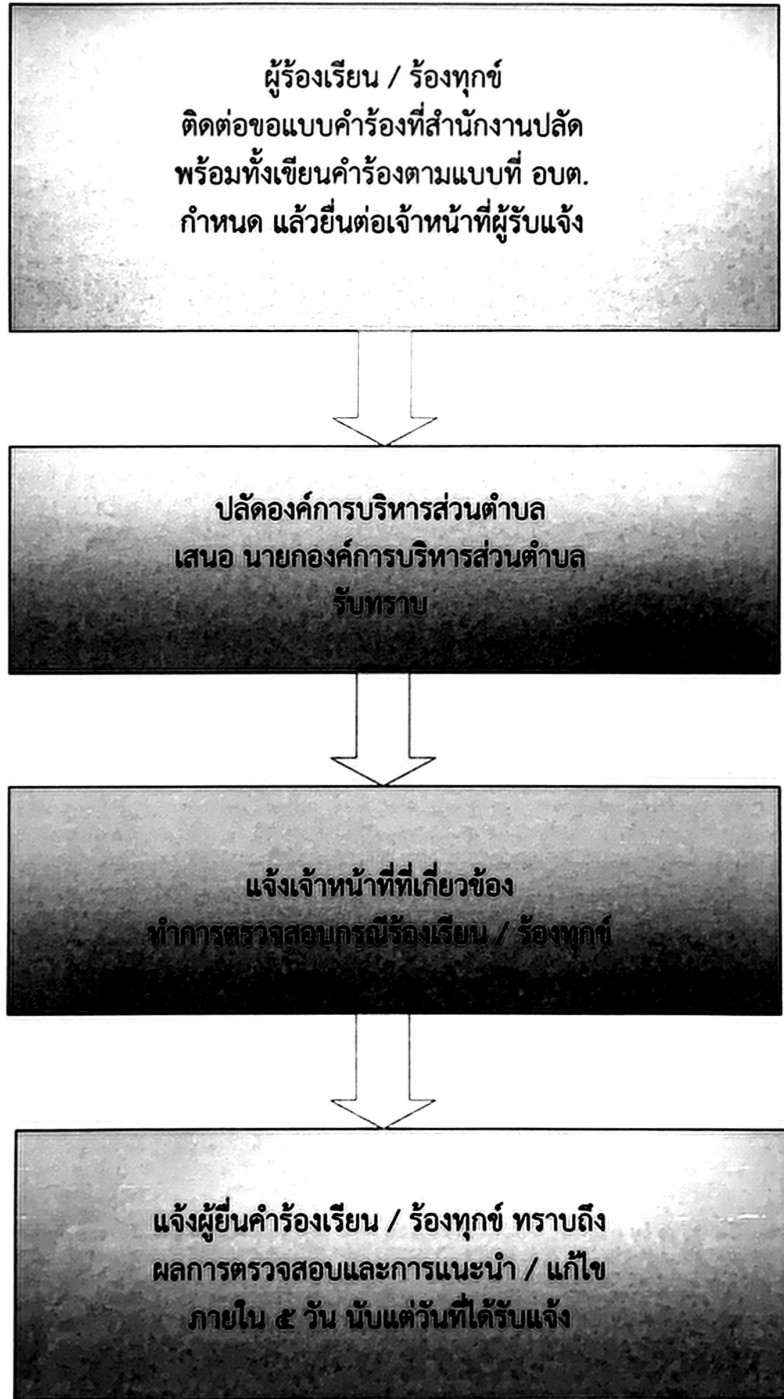 ผู้ร้องเรียน / ร้องทุกข์
ติดต่อขอแบบคำร้องที่สำนักงานปลัด
พร้อมทั้งเขียนคำร้องตามแบบที่ อบต.
กำหนด แล้วยื่นต่อเจ้าหน้าที่ผู้รับแจ้ง
ปลัดองค์การบริหารส่วนตำบล
เสนอ นายกองค์การบริหารส่วนตำบล
รับทราบ
แจ้งเจ้าหน้าที่ที่เกี่ยวข้อง
ทำการตรวจสอบกรณีร้องเรียน / ร้องทุกข์
แจ้งผู้ยื่นคำร้องเรียน / ร้องทุกข์ ทราบถึง
ผลการตรวจสอบและการแนะนำ / แก้ไข
ภายใน ๕ วัน นับแต่วันที่ได้รับแจ้ง